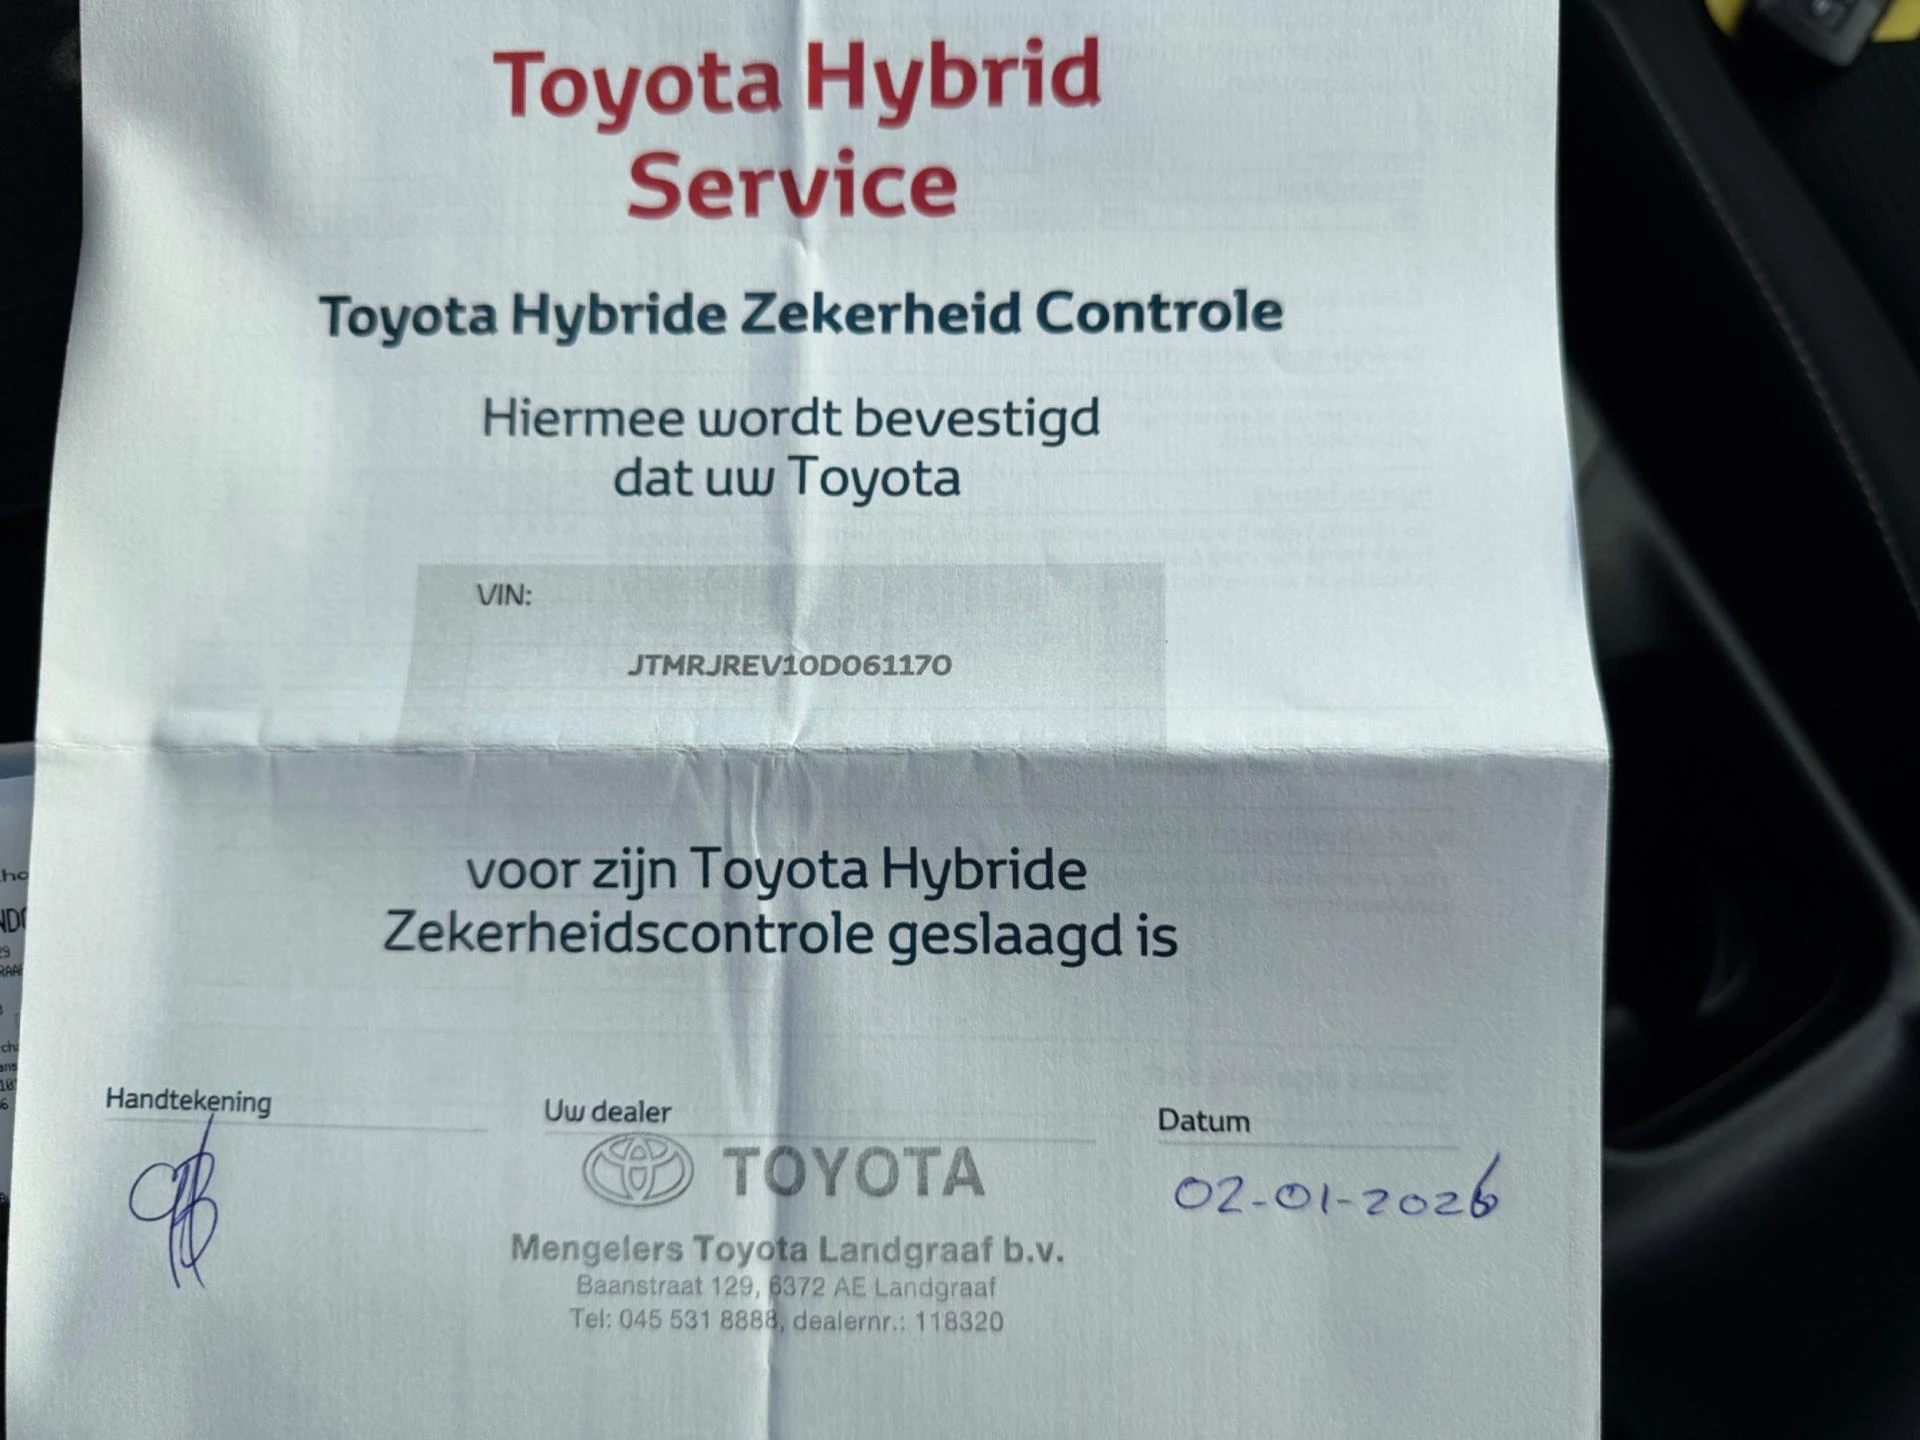 Toyota Hybrid
Service
Toyota Hybride Zekerheid Controle
Hiermee wordt bevestigd
dat uw Toyota
VIN:
JTMRJREV10D061170
voor zijn Toyota Hybride
Zekerheidscontrole geslaagd is
Handtekening
Uw dealer
Datum
TOYOTA
02-01-2026
Mengelers Toyota Landgraaf b.v.
Baanstraat 129, 6372 AE Landgraaf
Tel: 045 531 8888, dealernr.: 118320